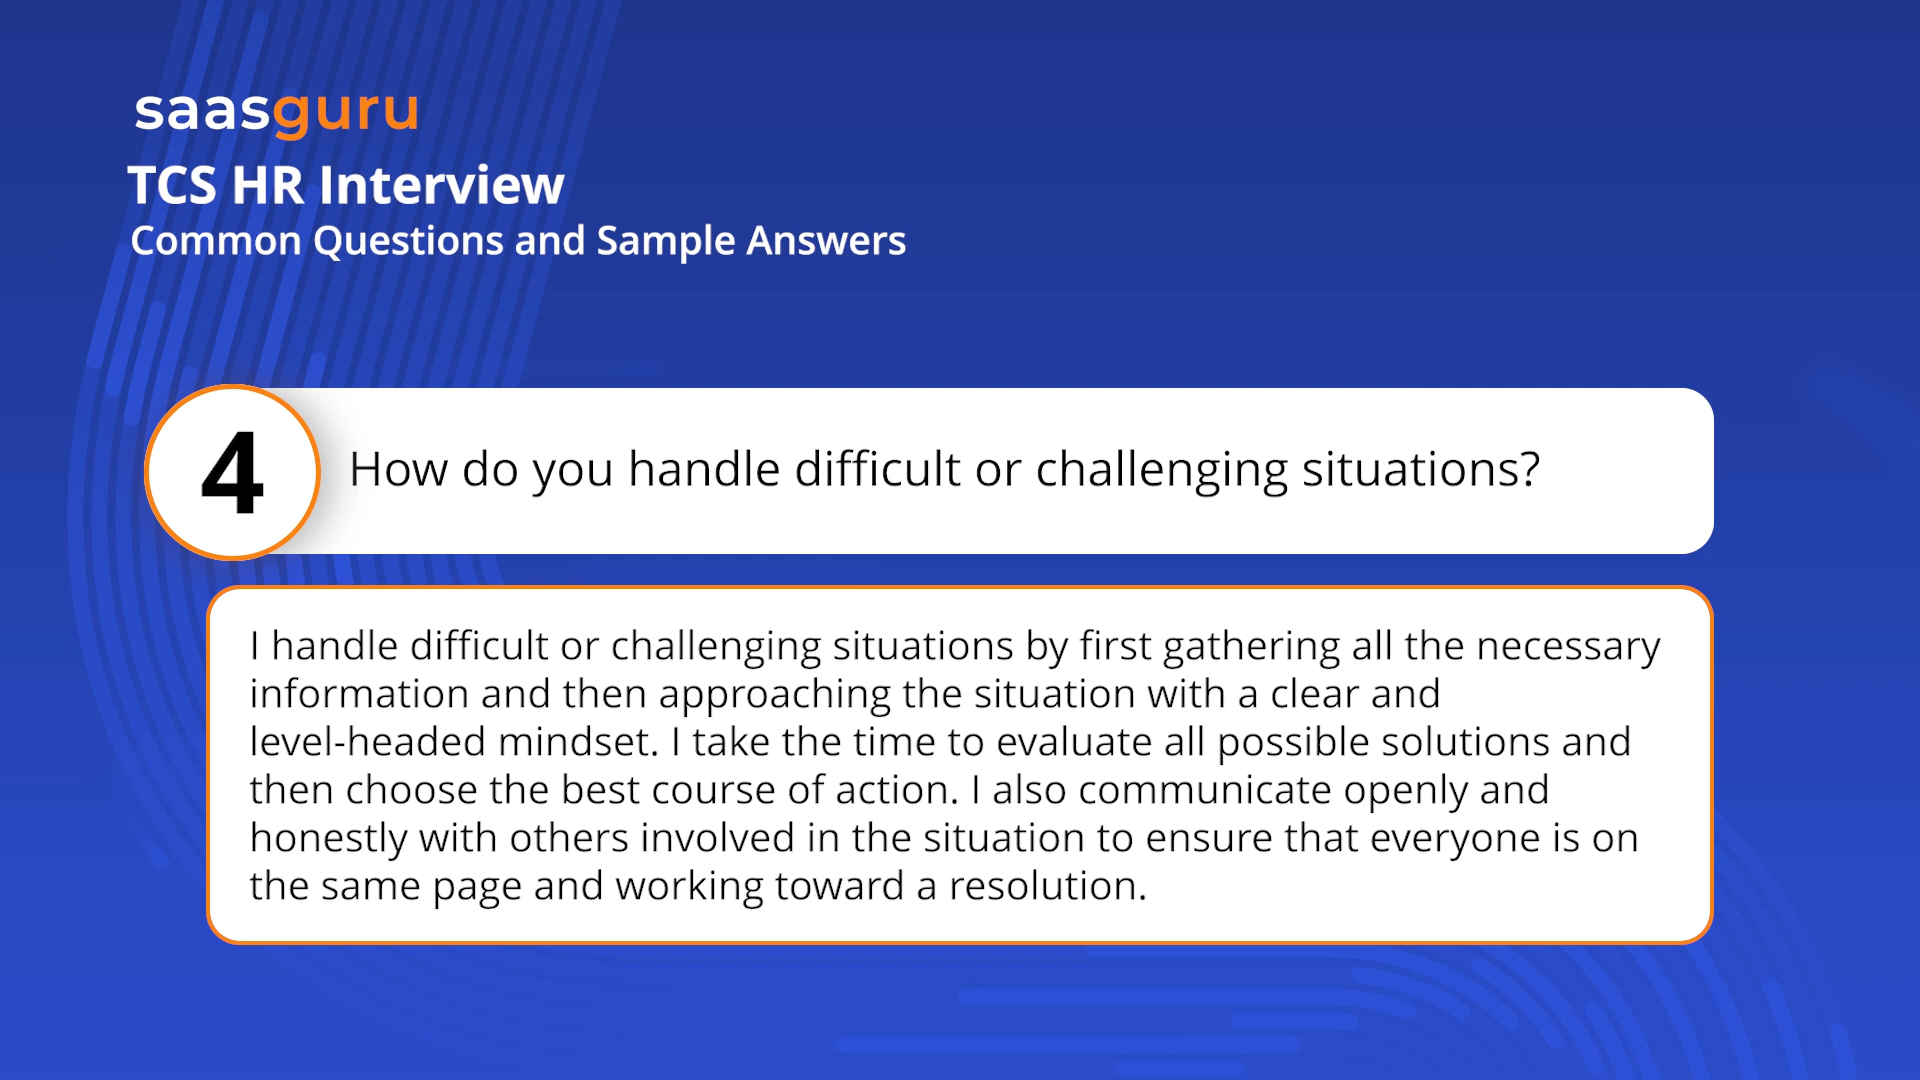 saasguru
TCS HR Interview
Common Questions and Sample Answers
4
How do you handle difficult or challenging situations?
I handle difficult or challenging situations by first gathering all the necessary
information and then approaching the situation with a clear and
level-headed mindset. I take the time to evaluate all possible solutions and
then choose the best course of action. I also communicate openly and
honestly with others involved in the situation to ensure that everyone is on
the same page and working toward a resolution.